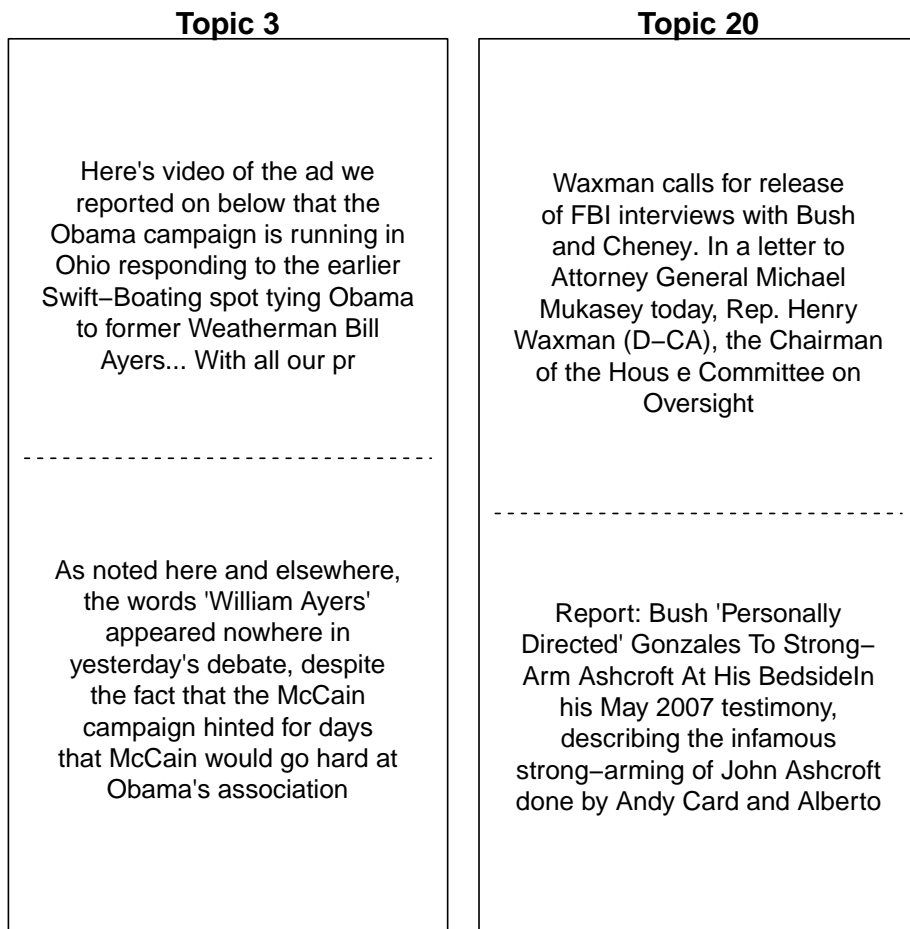 Topic 3
Here's video of the ad we
reported on below that the
Obama campaign is running in
Ohio responding to the earlier
Swift−Boating spot tying Obama
to former Weatherman Bill
Ayers... With all our pr
As noted here and elsewhere,
the words 'William Ayers'
appeared nowhere in
yesterday's debate, despite
the fact that the McCain
campaign hinted for days
that McCain would go hard at
Obama's association
Topic 20
Waxman calls for release
of FBI interviews with Bush
and Cheney. In a letter to
Attorney General Michael
Mukasey today, Rep. Henry
Waxman (D−CA), the Chairman
of the Hous e Committee on
Oversight
Report: Bush 'Personally
Directed' Gonzales To Strong−
Arm Ashcroft At His BedsideIn
his May 2007 testimony,
describing the infamous
strong−arming of John Ashcroft
done by Andy Card and Alberto